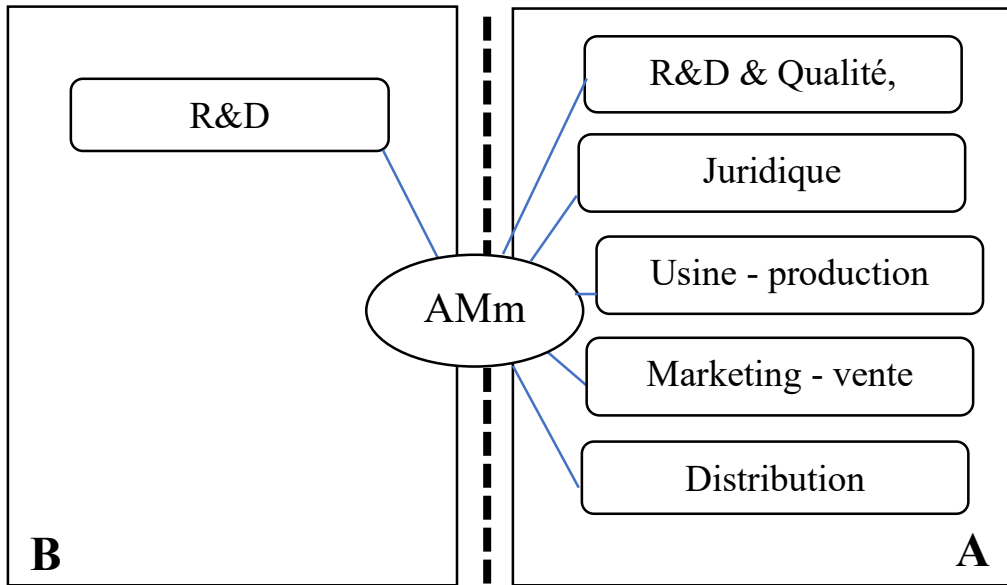 R&D
B
AMm
R&D & Qualité,
Juridique
Usine - production
Marketing - vente
Distribution
A